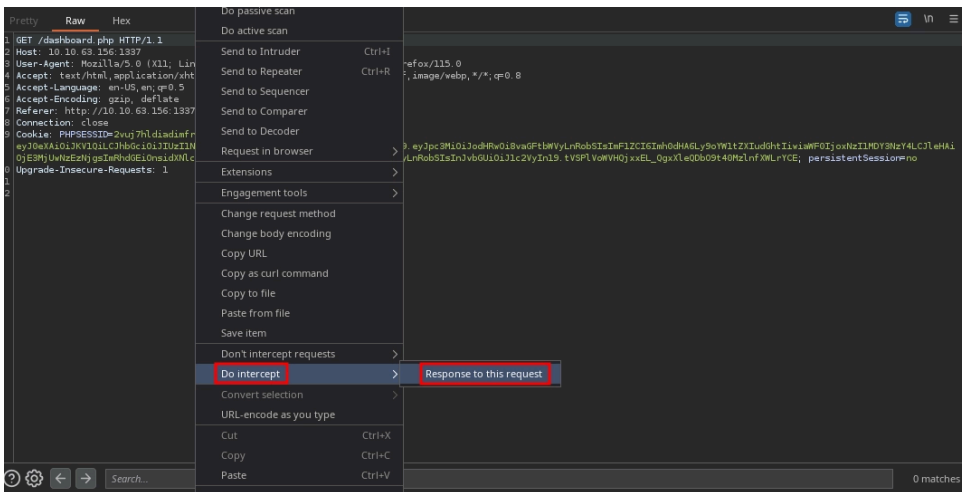 Pretty Raw Hex \n
1 GET /dashboard.php HTTP/1.1
2 Host: 10.10.63.156:1337
3 User-Agent: Mozilla/5.0 (X11; Lin efox/115.0
4 Accept: text/html,application/xht ,image/webp,*/*;q=0.8
5 Accept-Language: en-US,en;q=0.5
6 Accept-Encoding: gzip, deflate
7 Referer: http://10.10.63.156:1337
8 Connection: close
9 Cookie: PHPSESSID=2vuj7hldiadimfr
persistentSession=no
0 Upgrade-Insecure-Requests: 1
1
2
Do passive scan
Do active scan
Send to Intruder Ctrl+I
Send to Repeater Ctrl+R
Send to Sequencer
Send to Comparer
Send to Decoder
Request in browser >
Extensions >
Engagement tools >
Change request method
Change body encoding
Copy URL
Copy as curl command
Copy to file
Paste from file
Save item
Don't intercept requests >
Do intercept > Response to this request
Convert selection >
URL-encode as you type
Cut Ctrl+X
Copy Ctrl+C
Paste Ctrl+V
? Search... 0 matches